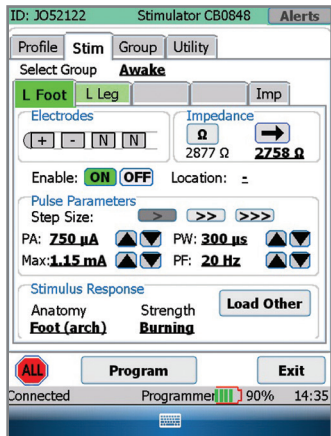 ID: JO52122 Stimulator CB0848 Alerts
Profile Stim Group Utility
Select Group Awake
L Foot L Leg Imp
Electrodes Impedance
+ - N N Ω
2877 Ω 2758 Ω
Enable: ON OFF Location: -
Pulse Parameters
Step Size: > >> >>>
PA: 750 µA PW: 300 µs
Max:1.15 mA PF: 20 Hz
Stimulus Response
Anatomy Strength Load Other
Foot (arch) Burning
ALL Program Exit
Connected Programmer 90% 14:35